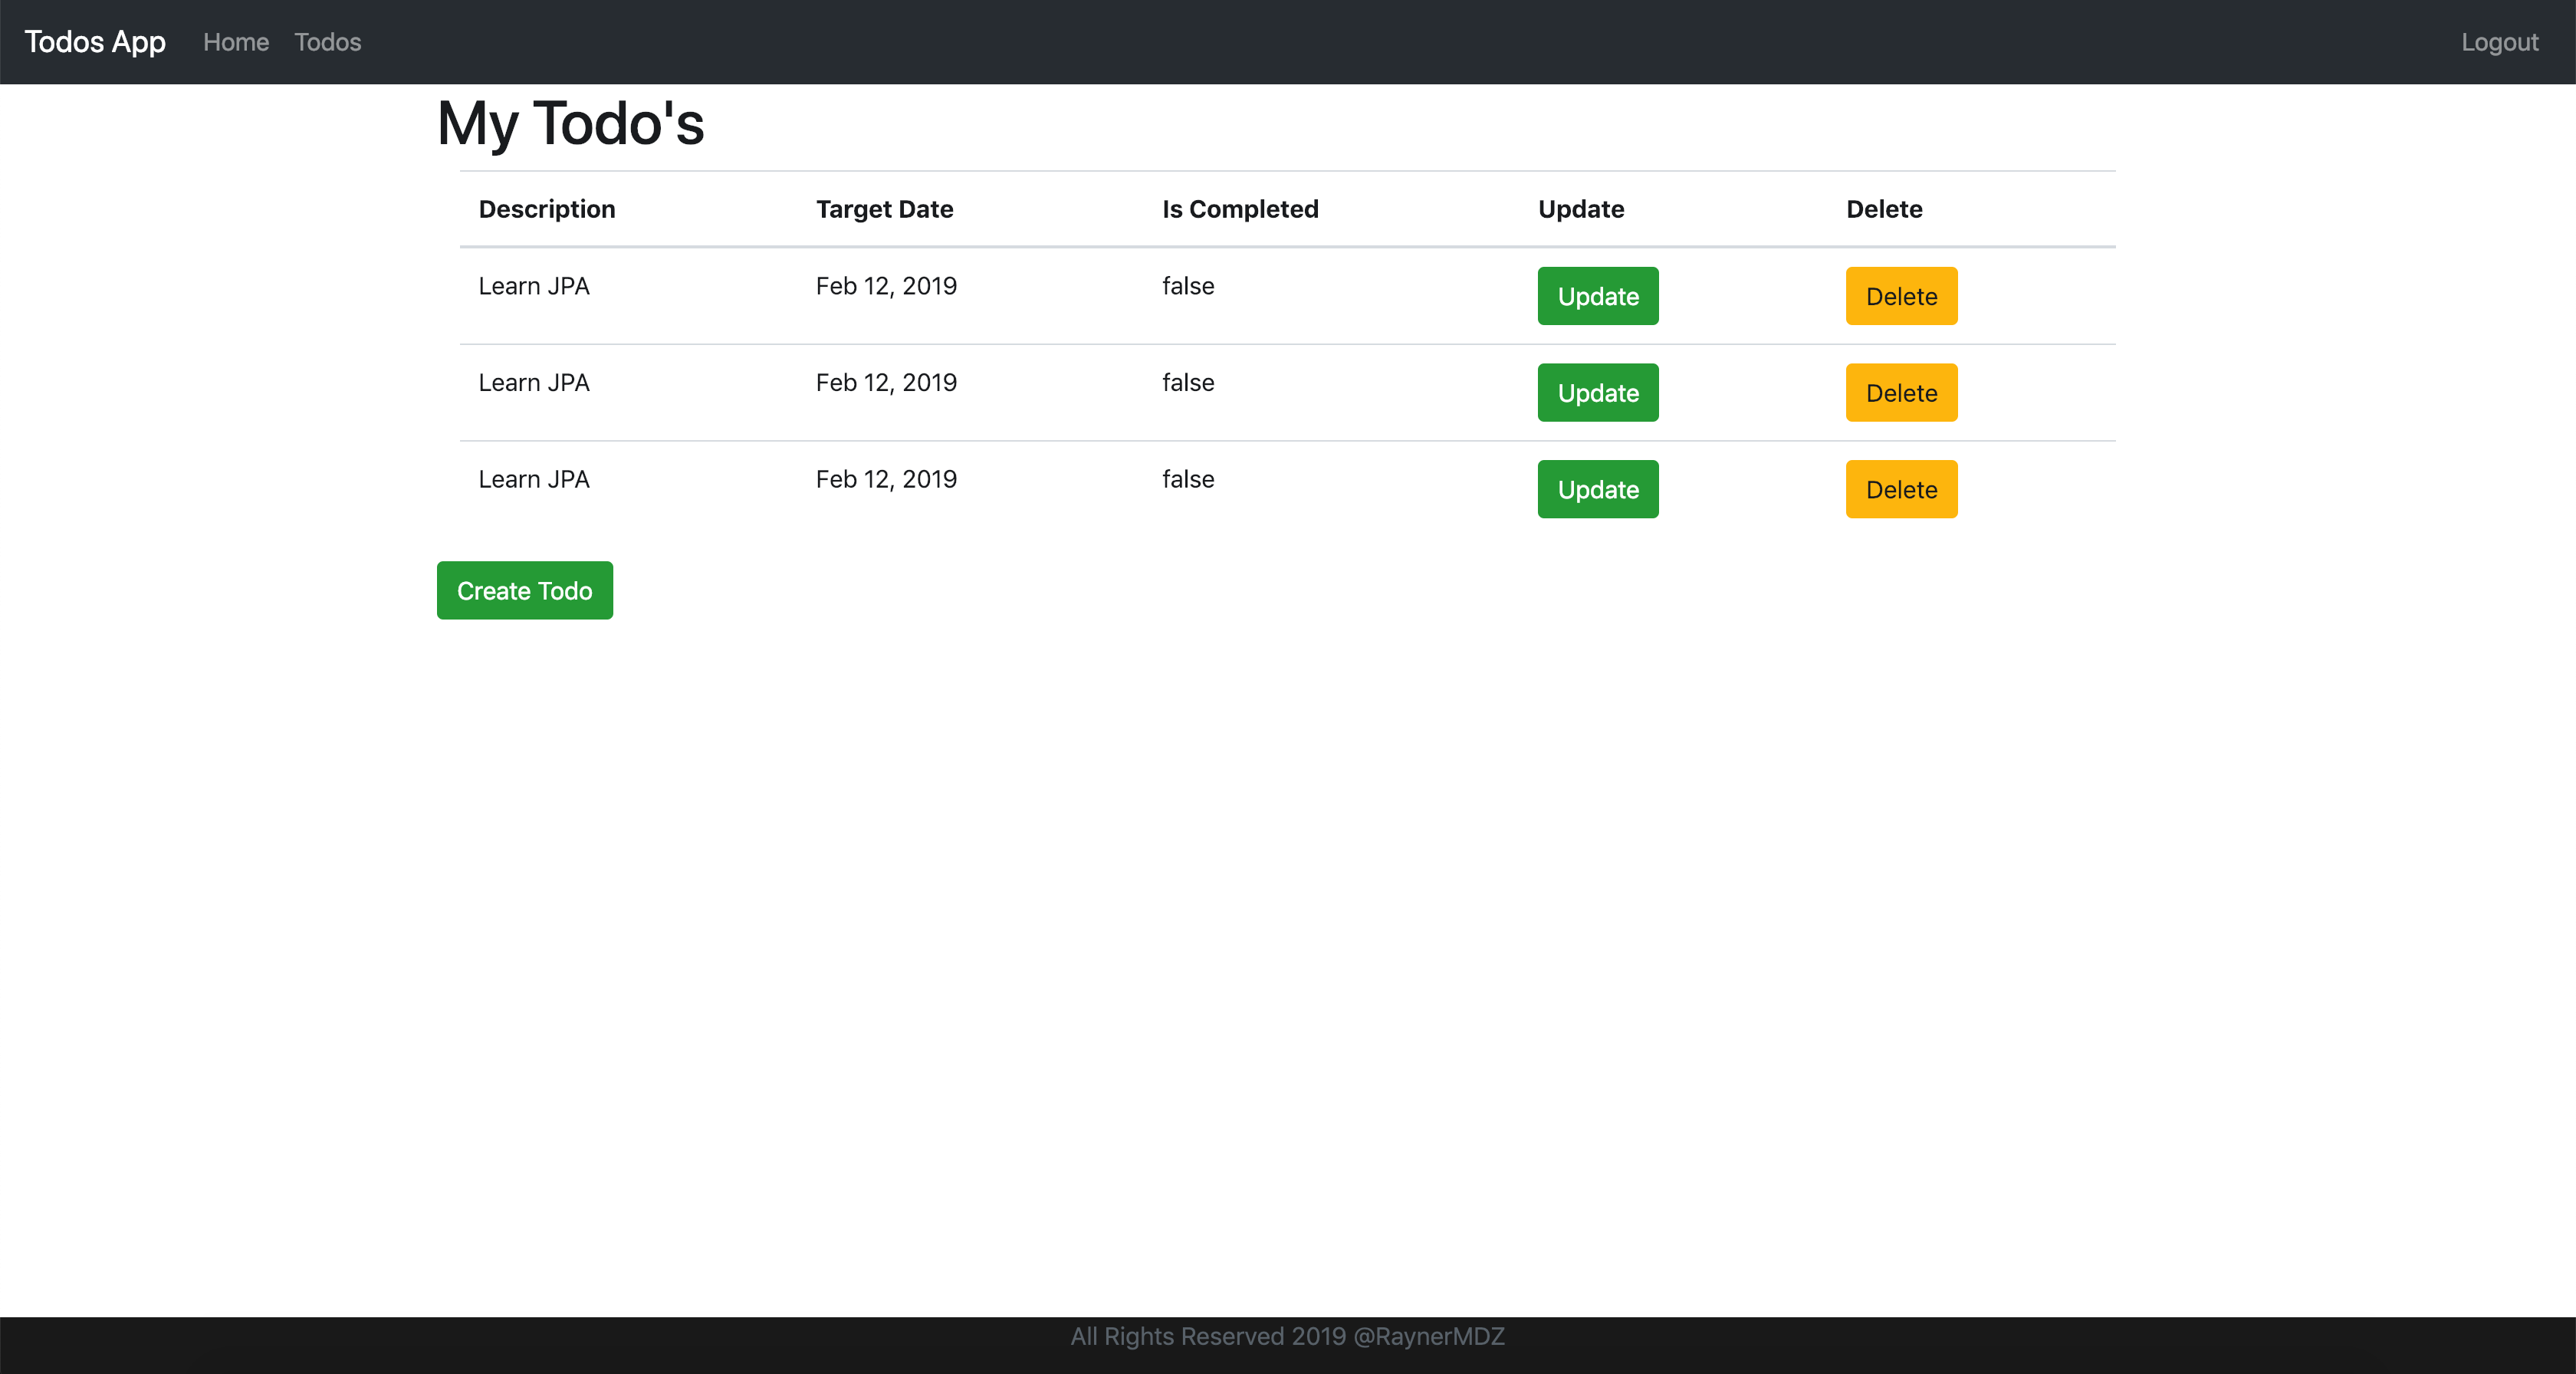 Todos App Home Todos Logout
My Todo's
Description Target Date Is Completed Update Delete
Learn JPA Feb 12, 2019 false Update Delete
Learn JPA Feb 12, 2019 false Update Delete
Learn JPA Feb 12, 2019 false Update Delete
Create Todo
All Rights Reserved 2019 @RaynerMDZ